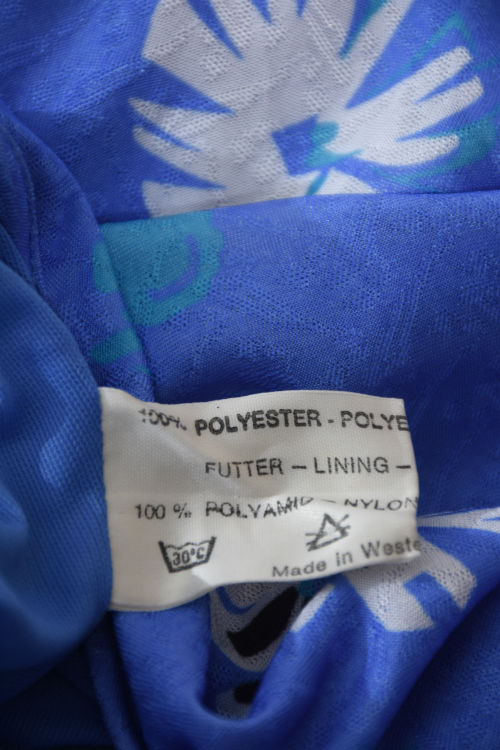 100% POLYESTER - POLYE
FUTTER - LINING -
100 % POLYAMID - NYLON
30°C
Made in Weste